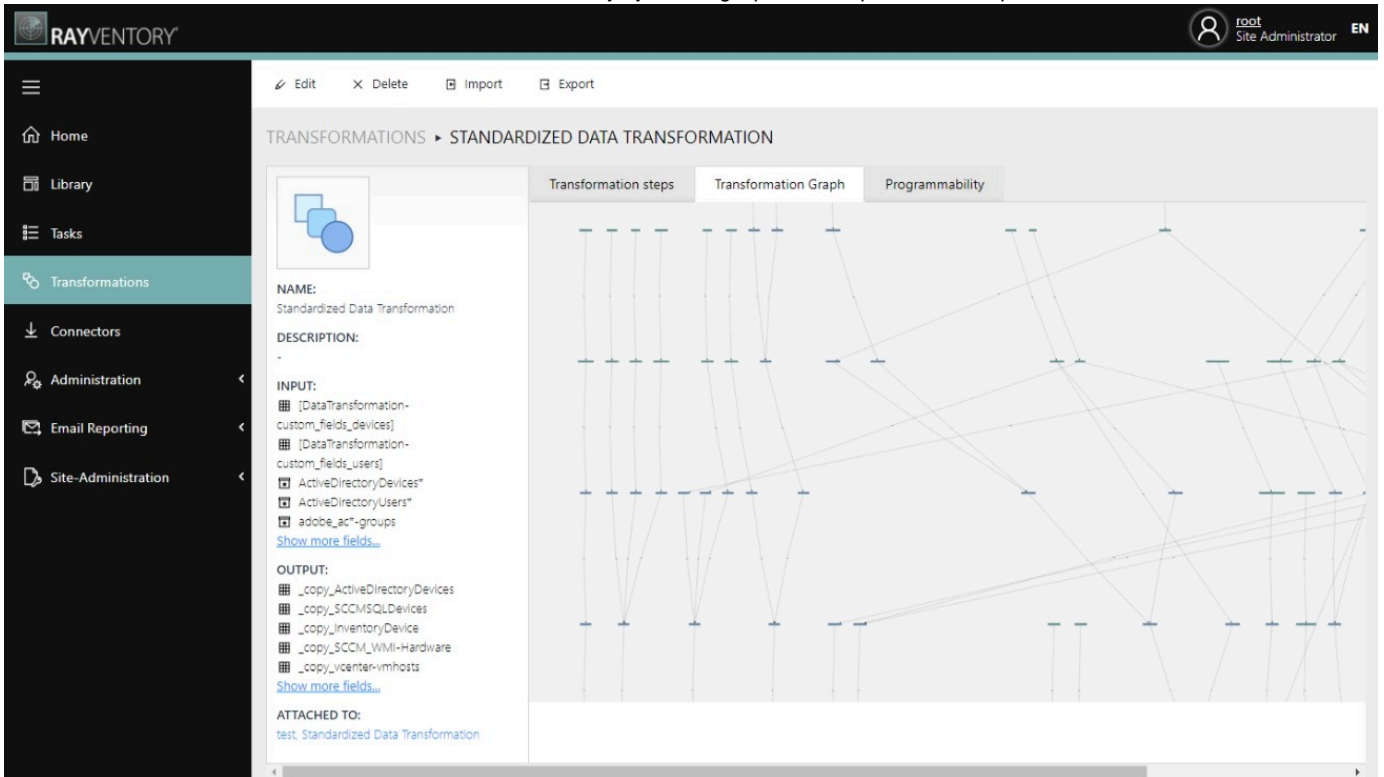 RAYVENTORY
root
Site Administrator
EN
Edit
Delete
Import
Export
Home
Library
Tasks
Transformations
Connectors
Administration
Email Reporting
Site-Administration
TRANSFORMATIONS ▸ STANDARDIZED DATA TRANSFORMATION
NAME:
Standardized Data Transformation
DESCRIPTION:
-
INPUT:
[DataTransformation-
custom_fields_devices]
[DataTransformation-
custom_fields_users]
ActiveDirectoryDevices*
ActiveDirectoryUsers*
adobe_ac*-groups
Show more fields...
OUTPUT:
_copy_ActiveDirectoryDevices
_copy_SCCMSQLDevices
_copy_InventoryDevice
_copy_SCCM_WMI-Hardware
_copy_vcenter-vmhosts
Show more fields...
ATTACHED TO:
test, Standardized Data Transformation
Transformation steps
Transformation Graph
Programmability